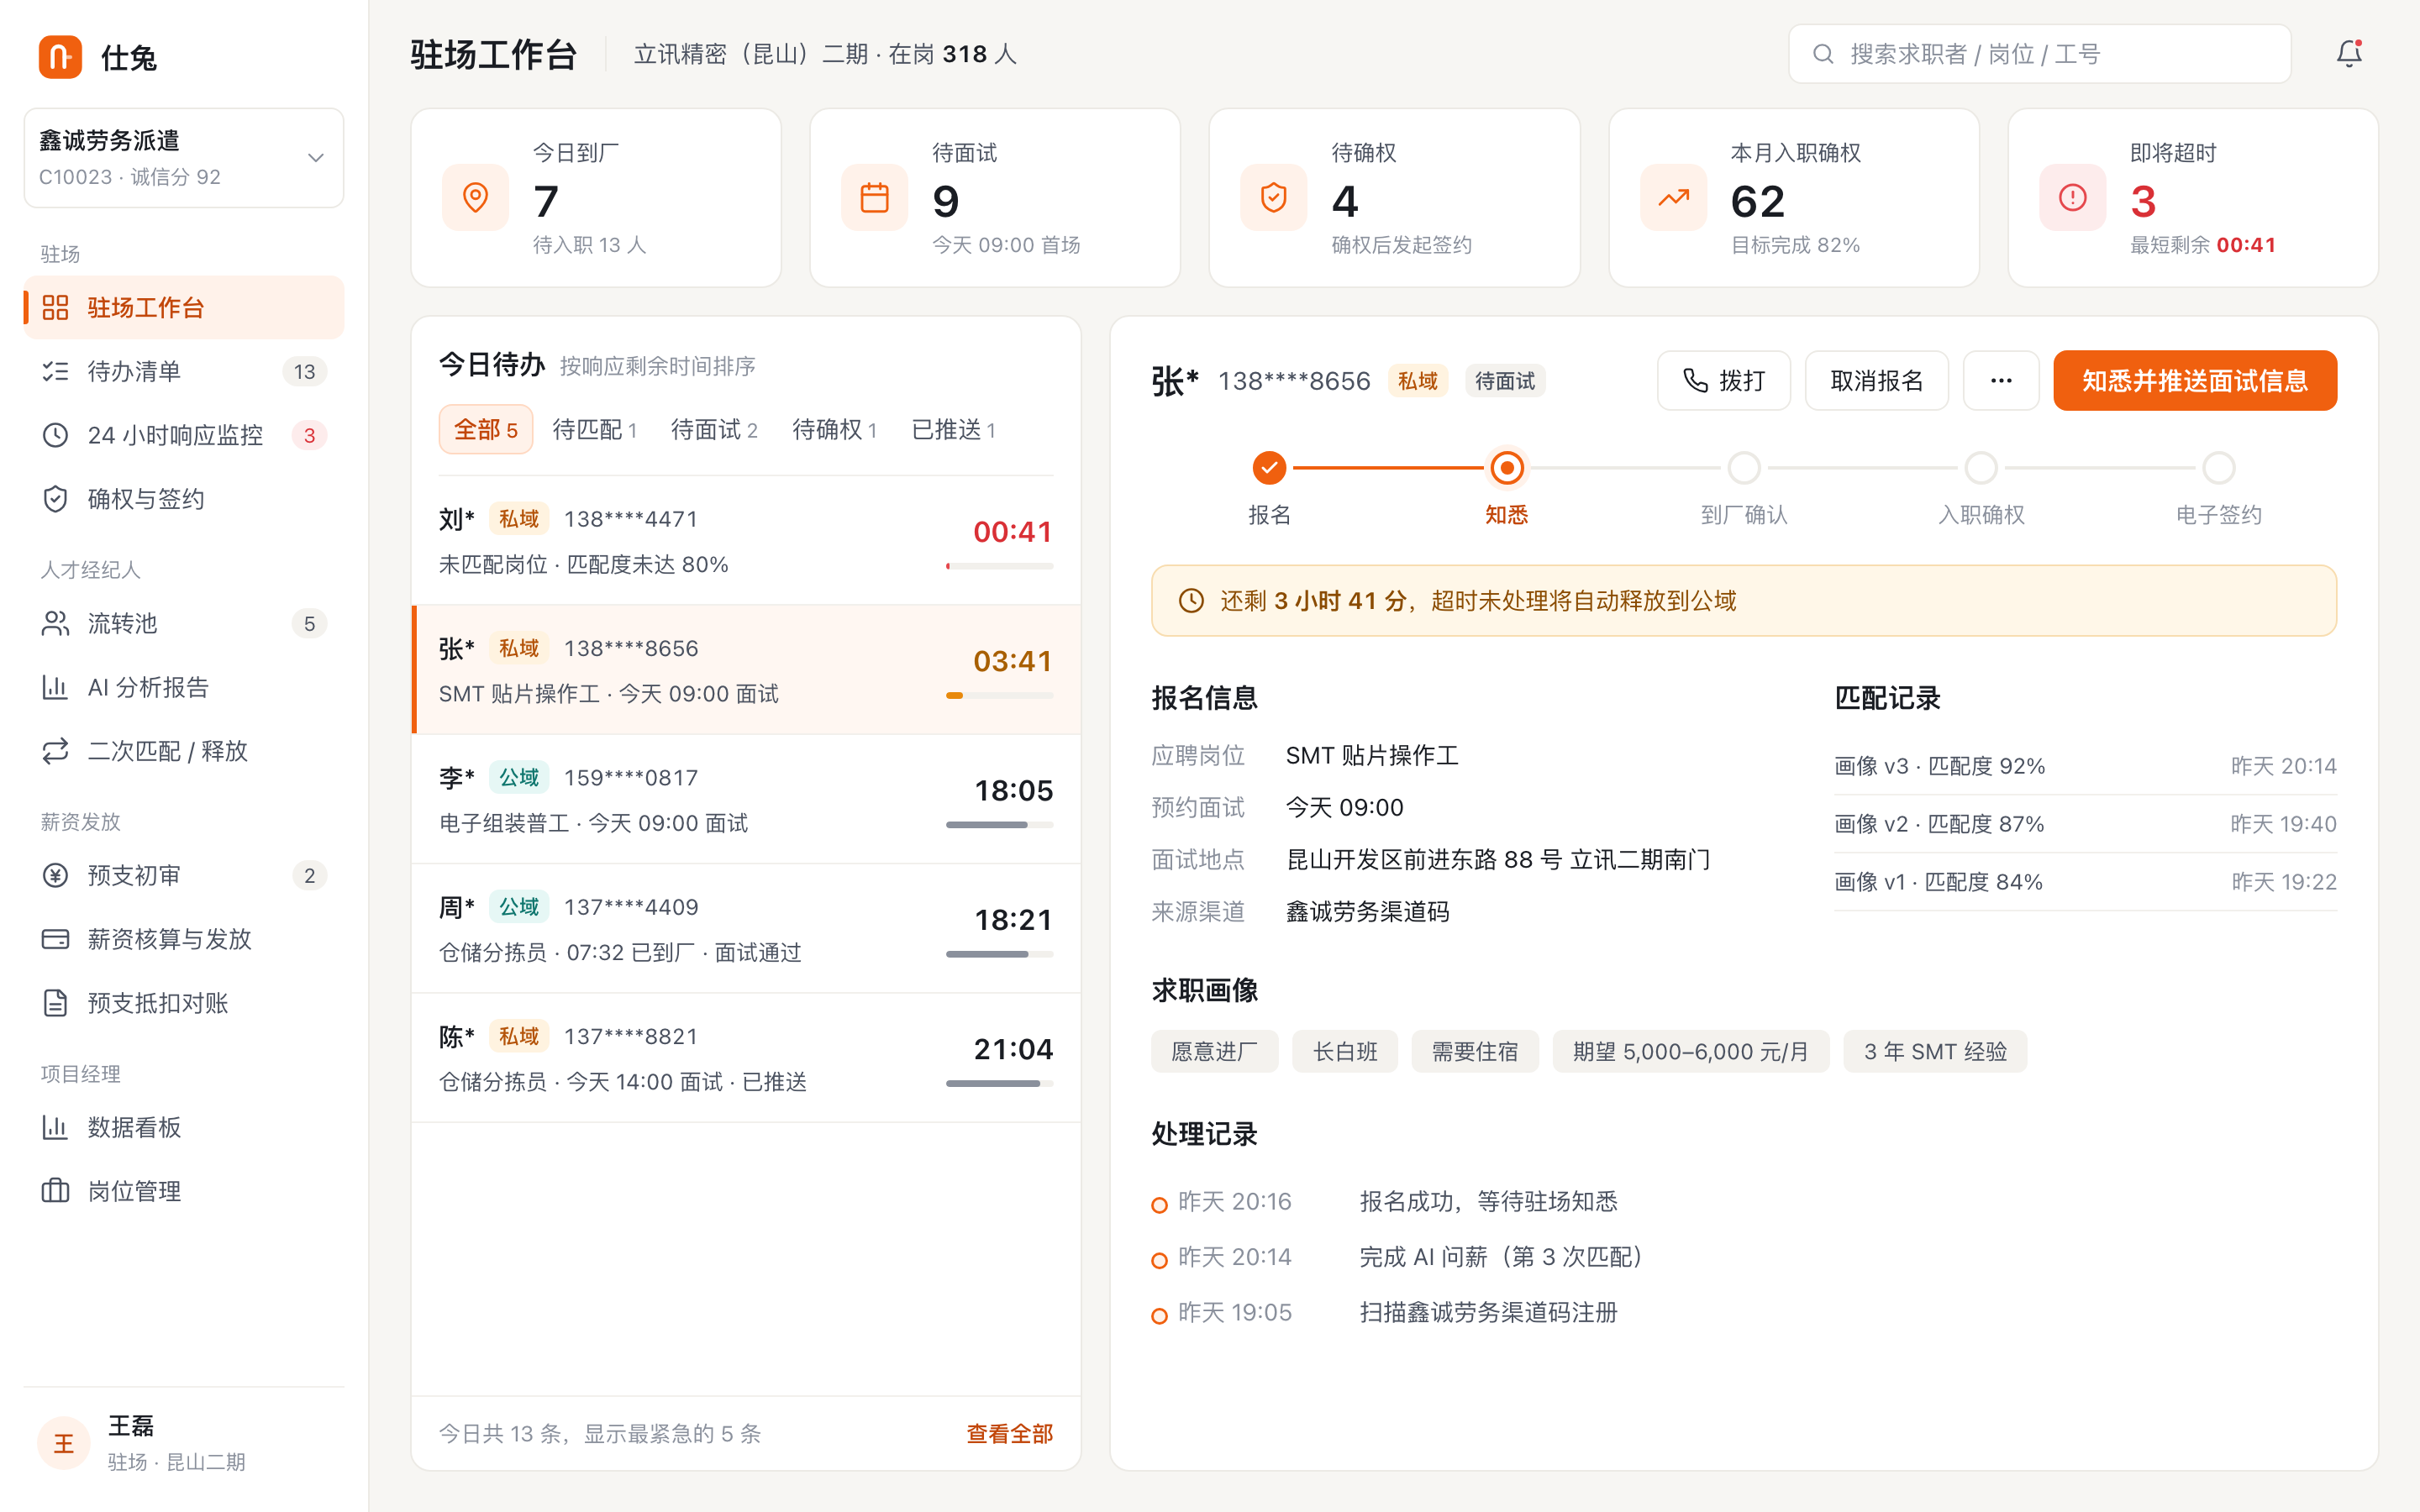 仕兔
鑫诚劳务派遣
C10023 · 诚信分 92
驻场
驻场工作台
待办清单 13
24 小时响应监控 3
确权与签约
人才经纪人
流转池 5
AI 分析报告
二次匹配 / 释放
薪资发放
预支初审 2
薪资核算与发放
预支抵扣对账
项目经理
数据看板
岗位管理
王 王磊
驻场 · 昆山二期
驻场工作台 立讯精密（昆山）二期 · 在岗 318 人
搜索求职者 / 岗位 / 工号
今日到厂
7
待入职 13 人
待面试
9
今天 09:00 首场
待确权
4
确权后发起签约
本月入职确权
62
目标完成 82%
即将超时
3
最短剩余 00:41
今日待办 按响应剩余时间排序
全部 5 待匹配 1 待面试 2 待确权 1 已推送 1
刘* 私域 138****4471
00:41
未匹配岗位 · 匹配度未达 80%
张* 私域 138****8656
03:41
SMT 贴片操作工 · 今天 09:00 面试
李* 公域 159****0817
18:05
电子组装普工 · 今天 09:00 面试
周* 公域 137****4409
18:21
仓储分拣员 · 07:32 已到厂 · 面试通过
陈* 私域 137****8821
21:04
仓储分拣员 · 今天 14:00 面试 · 已推送
今日共 13 条，显示最紧急的 5 条 查看全部
张* 138****8656 私域 待面试 拨打 取消报名 ··· 知悉并推送面试信息
报名 知悉 到厂确认 入职确权 电子签约
还剩 3 小时 41 分，超时未处理将自动释放到公域
报名信息
应聘岗位 SMT 贴片操作工
预约面试 今天 09:00
面试地点 昆山开发区前进东路 88 号 立讯二期南门
来源渠道 鑫诚劳务渠道码
匹配记录
画像 v3 · 匹配度 92% 昨天 20:14
画像 v2 · 匹配度 87% 昨天 19:40
画像 v1 · 匹配度 84% 昨天 19:22
求职画像
愿意进厂 长白班 需要住宿 期望 5,000–6,000 元/月 3 年 SMT 经验
处理记录
昨天 20:16 报名成功，等待驻场知悉
昨天 20:14 完成 AI 问薪（第 3 次匹配）
昨天 19:05 扫描鑫诚劳务渠道码注册